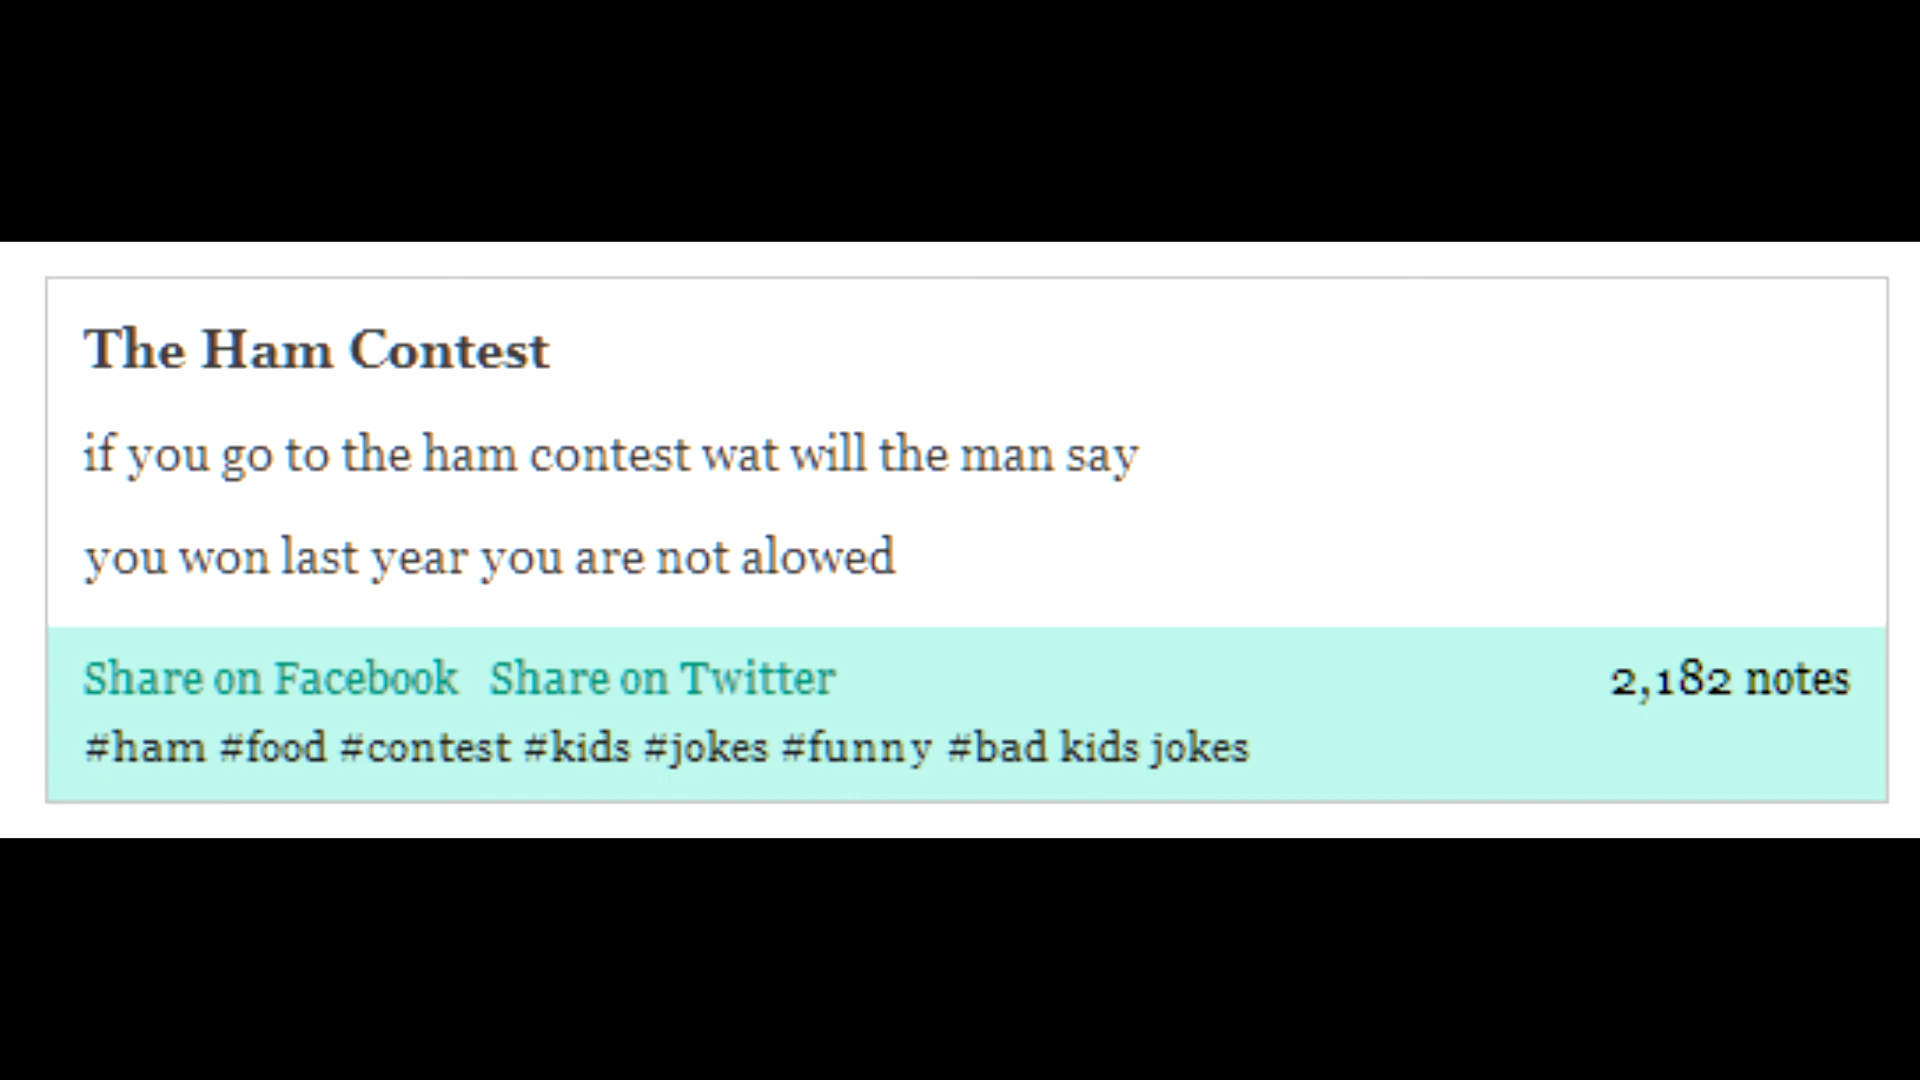 The Ham Contest
if you go to the ham contest wat will the man say
you won last year you are not alowed
Share on Facebook Share on Twitter 2,182 notes
#ham #food #contest #kids #jokes #funny #bad kids jokes